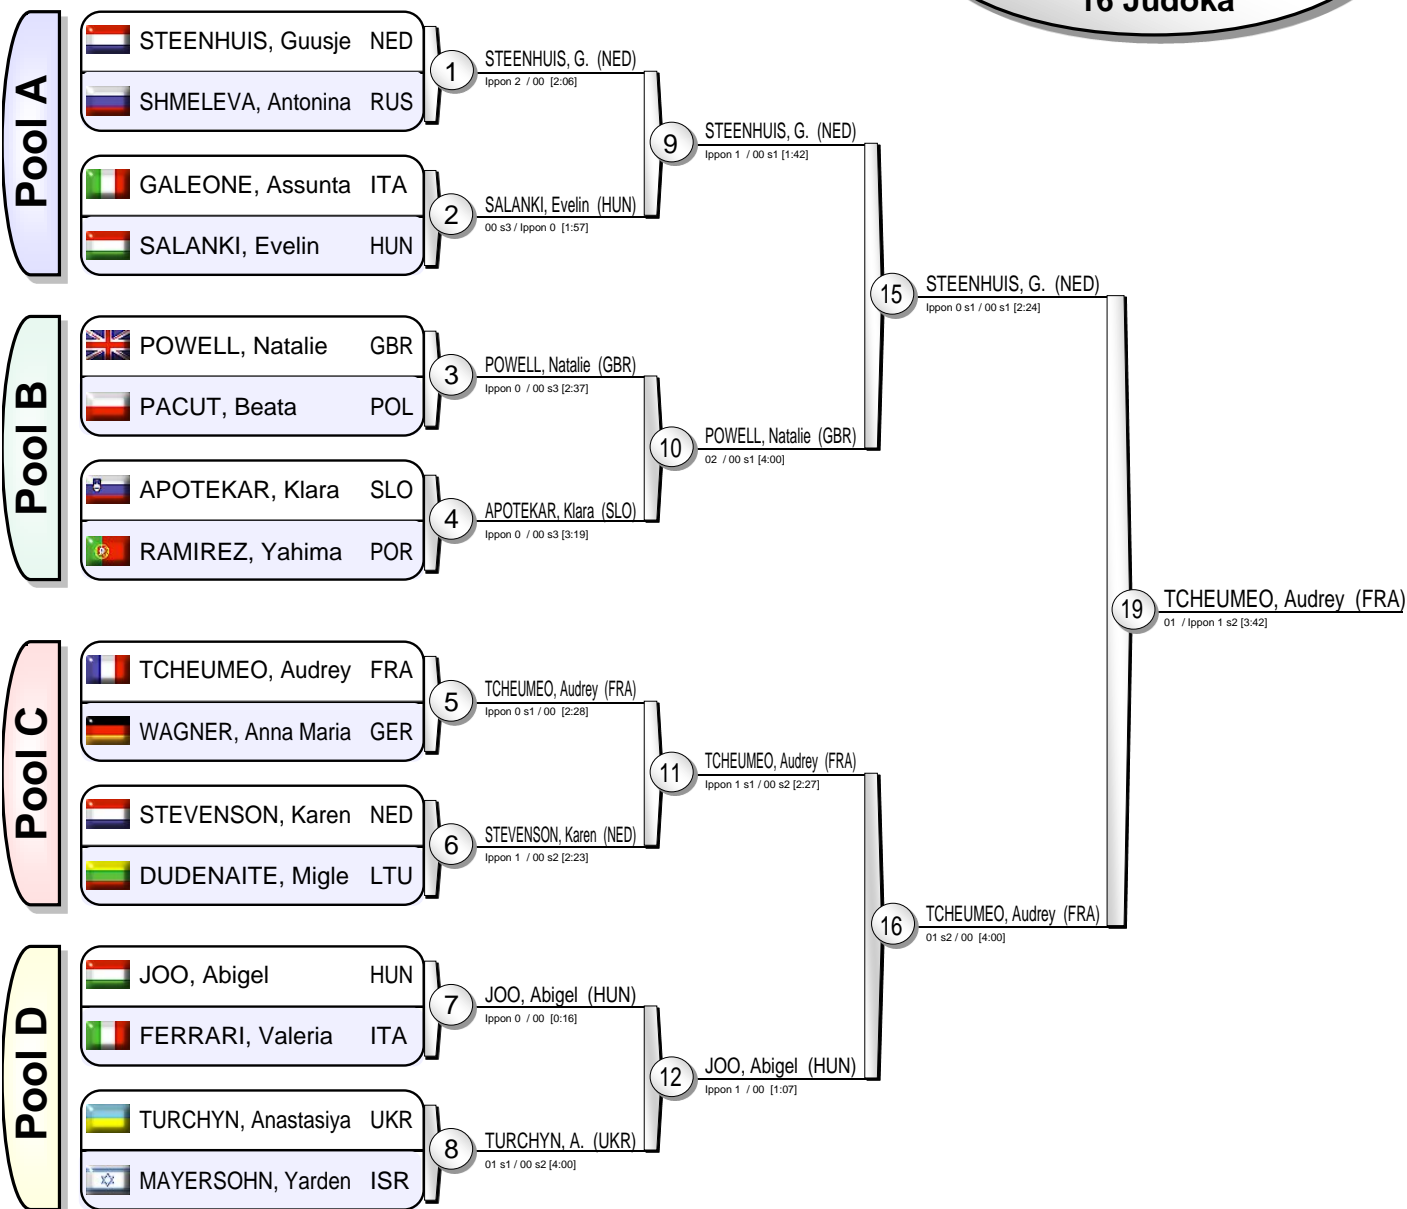 16 Judoka
Pool A
STEENHUIS, Guusje NED
SHMELEVA, Antonina RUS
1
STEENHUIS, G. (NED)
Ippon 2 / 00 [2:06]
GALEONE, Assunta ITA
SALANKI, Evelin HUN
2
SALANKI, Evelin (HUN)
00 s3 / Ippon 0 [1:57]
9
STEENHUIS, G. (NED)
Ippon 1 / 00 s1 [1:42]
Pool B
POWELL, Natalie GBR
PACUT, Beata POL
3
POWELL, Natalie (GBR)
Ippon 0 / 00 s3 [2:37]
APOTEKAR, Klara SLO
RAMIREZ, Yahima POR
4
APOTEKAR, Klara (SLO)
Ippon 0 / 00 s3 [3:19]
10
POWELL, Natalie (GBR)
02 / 00 s1 [4:00]
15
STEENHUIS, G. (NED)
Ippon 0 s1 / 00 s1 [2:24]
Pool C
TCHEUMEO, Audrey FRA
WAGNER, Anna Maria GER
5
TCHEUMEO, Audrey (FRA)
Ippon 0 s1 / 00 [2:28]
STEVENSON, Karen NED
DUDENAITE, Migle LTU
6
STEVENSON, Karen (NED)
Ippon 1 / 00 s2 [2:23]
11
TCHEUMEO, Audrey (FRA)
Ippon 1 s1 / 00 s2 [2:27]
Pool D
JOO, Abigel HUN
FERRARI, Valeria ITA
7
JOO, Abigel (HUN)
Ippon 0 / 00 [0:16]
TURCHYN, Anastasiya UKR
MAYERSOHN, Yarden ISR
8
TURCHYN, A. (UKR)
01 s1 / 00 s2 [4:00]
12
JOO, Abigel (HUN)
Ippon 1 / 00 [1:07]
16
TCHEUMEO, Audrey (FRA)
01 s2 / 00 [4:00]
19
TCHEUMEO, Audrey (FRA)
01 / Ippon 1 s2 [3:42]